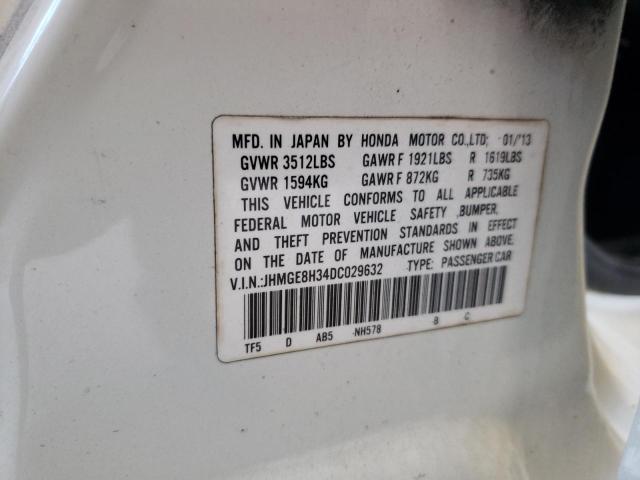 MFD. IN JAPAN BY HONDA MOTOR CO.,LTD; 01/'13
GVWR 3512LBS GAWR F 1921LBS R 1619LBS
GVWR 1594KG GAWR F 872KG R 735KG
THIS VEHICLE CONFORMS TO ALL APPLICABLE
FEDERAL MOTOR VEHICLE SAFETY ,BUMPER,
AND THEFT PREVENTION STANDARDS IN EFFECT
ON THE DATE OF MANUFACTURE SHOWN ABOVE.
V.I.N.:JHMGE8H34DC029632 TYPE: PASSENGER CAR
TF5 D AB5 NH578 B C